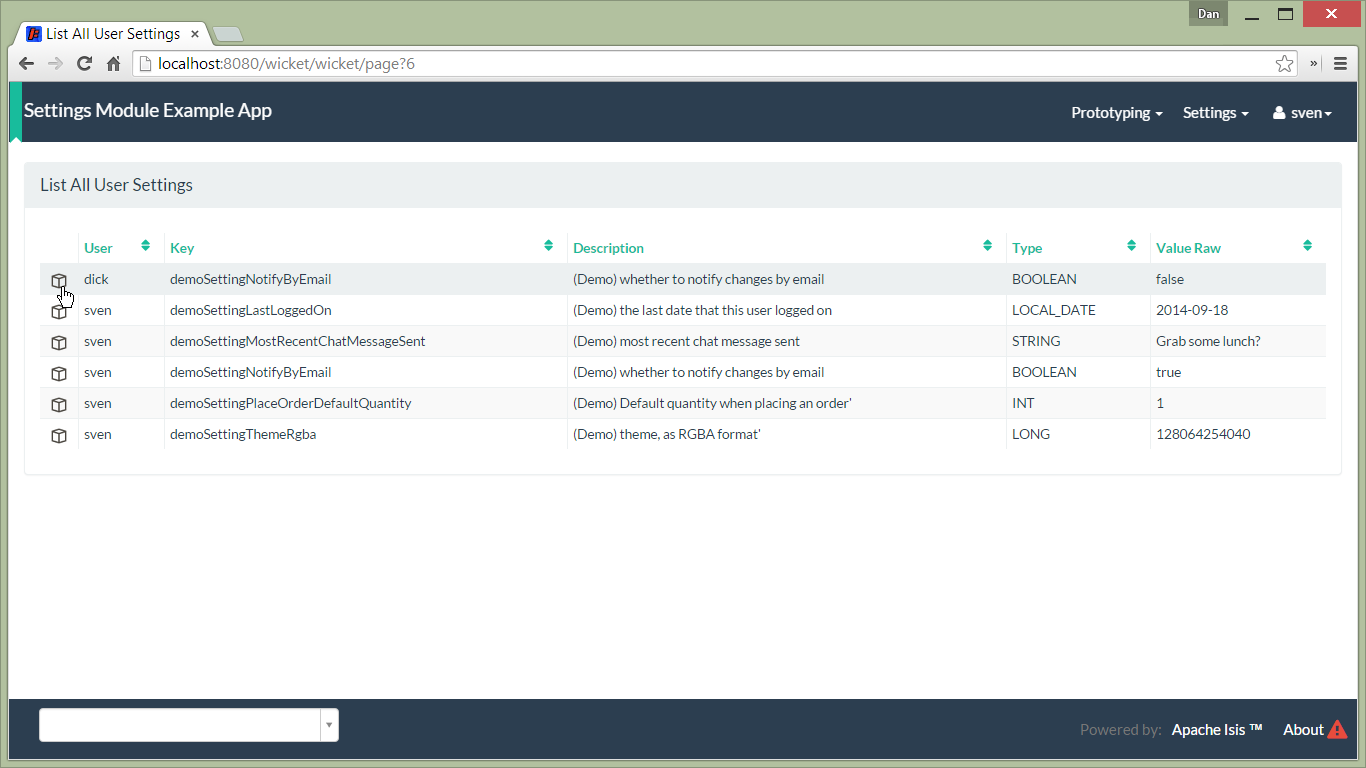 Dan
List All User Settings
localhost:8080/wicket/wicket/page?6
Settings Module Example App
Prototyping Settings sven
List All User Settings
User Key Description Type Value Raw
dick demoSettingNotifyByEmail (Demo) whether to notify changes by email BOOLEAN false
sven demoSettingLastLoggedOn (Demo) the last date that this user logged on LOCAL_DATE 2014-09-18
sven demoSettingMostRecentChatMessageSent (Demo) most recent chat message sent STRING Grab some lunch?
sven demoSettingNotifyByEmail (Demo) whether to notify changes by email BOOLEAN true
sven demoSettingPlaceOrderDefaultQuantity (Demo) Default quantity when placing an order' INT 1
sven demoSettingThemeRgba (Demo) theme, as RGBA format' LONG 128064254040
Powered by: Apache Isis ™ About